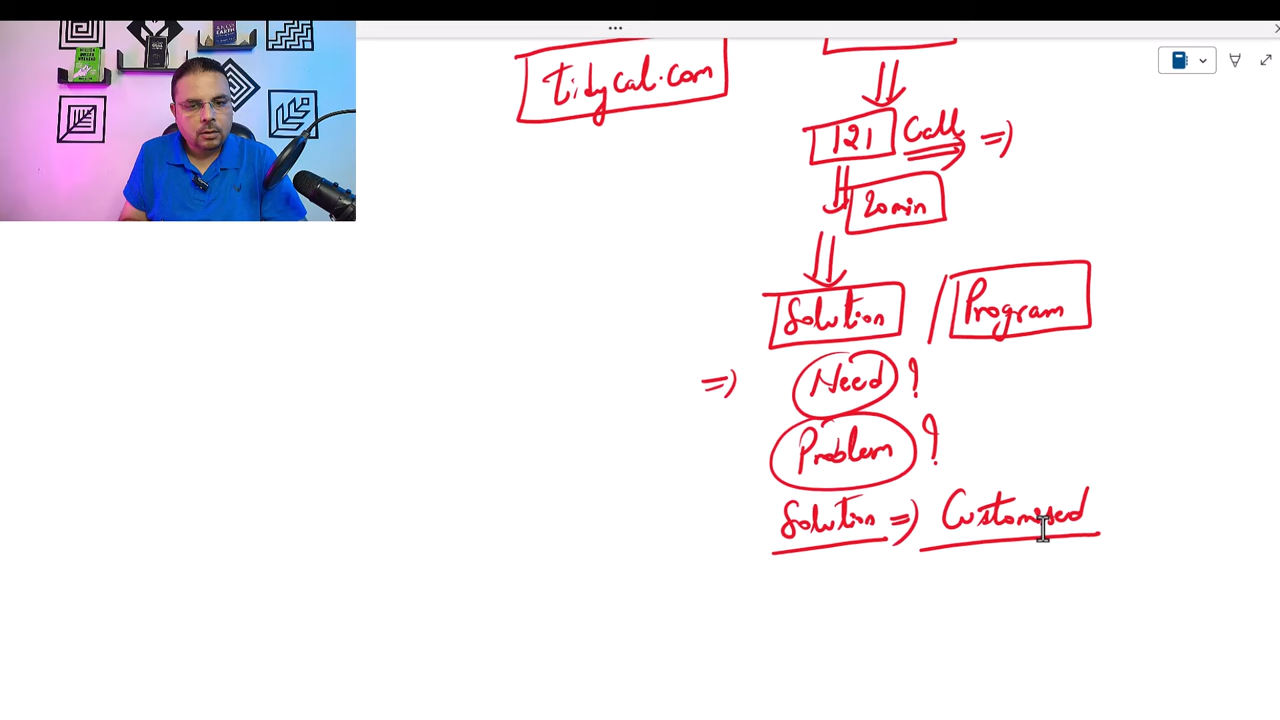 tidycal.com
121 Call =>
20min
Solution / Program
=> Need?
Problem?
Solution => Customised